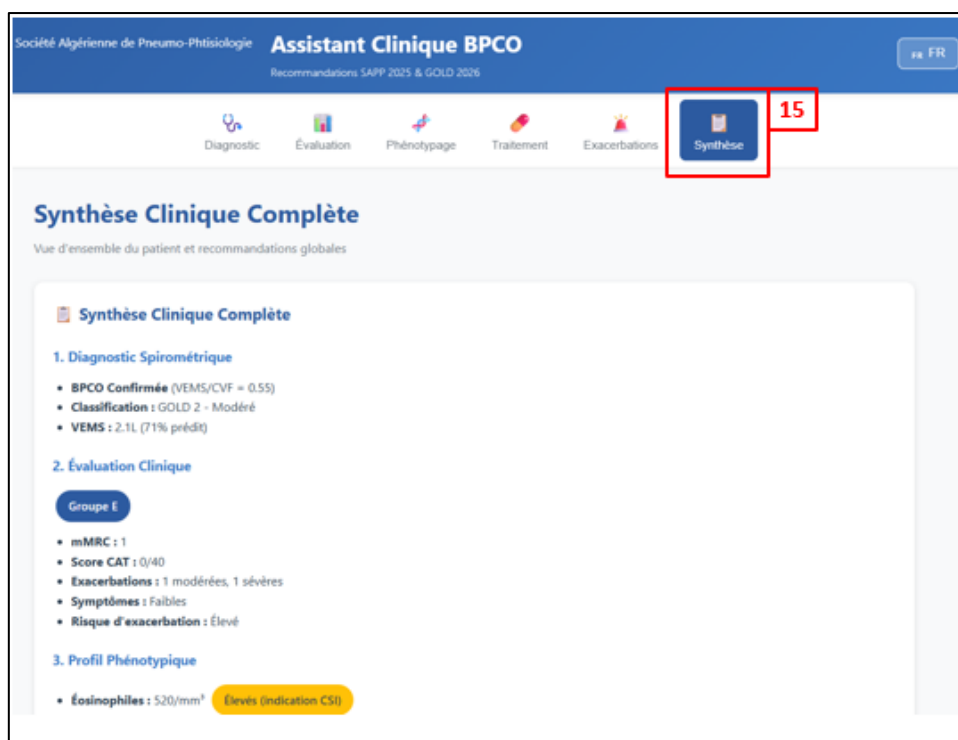 Société Algérienne de Pneumo-Phtisiologie
Assistant Clinique BPCO
Recommandations SAPP 2025 & GOLD 2026
FR FR
Diagnostic
Évaluation
Phénotypage
Traitement
Exacerbations
Synthèse
15
Synthèse Clinique Complète
Vue d'ensemble du patient et recommandations globales
Synthèse Clinique Complète
1. Diagnostic Spirométrique
• BPCO Confirmée (VEMS/CVF = 0.55)
• Classification : GOLD 2 - Modéré
• VEMS : 2.1L (71% prédit)
2. Évaluation Clinique
Groupe E
• mMRC : 1
• Score CAT : 0/40
• Exacerbations : 1 modérées, 1 sévères
• Symptômes : Faibles
• Risque d'exacerbation : Élevé
3. Profil Phénotypique
• Éosinophiles : 520/mm³ Élevés (indication CSI)